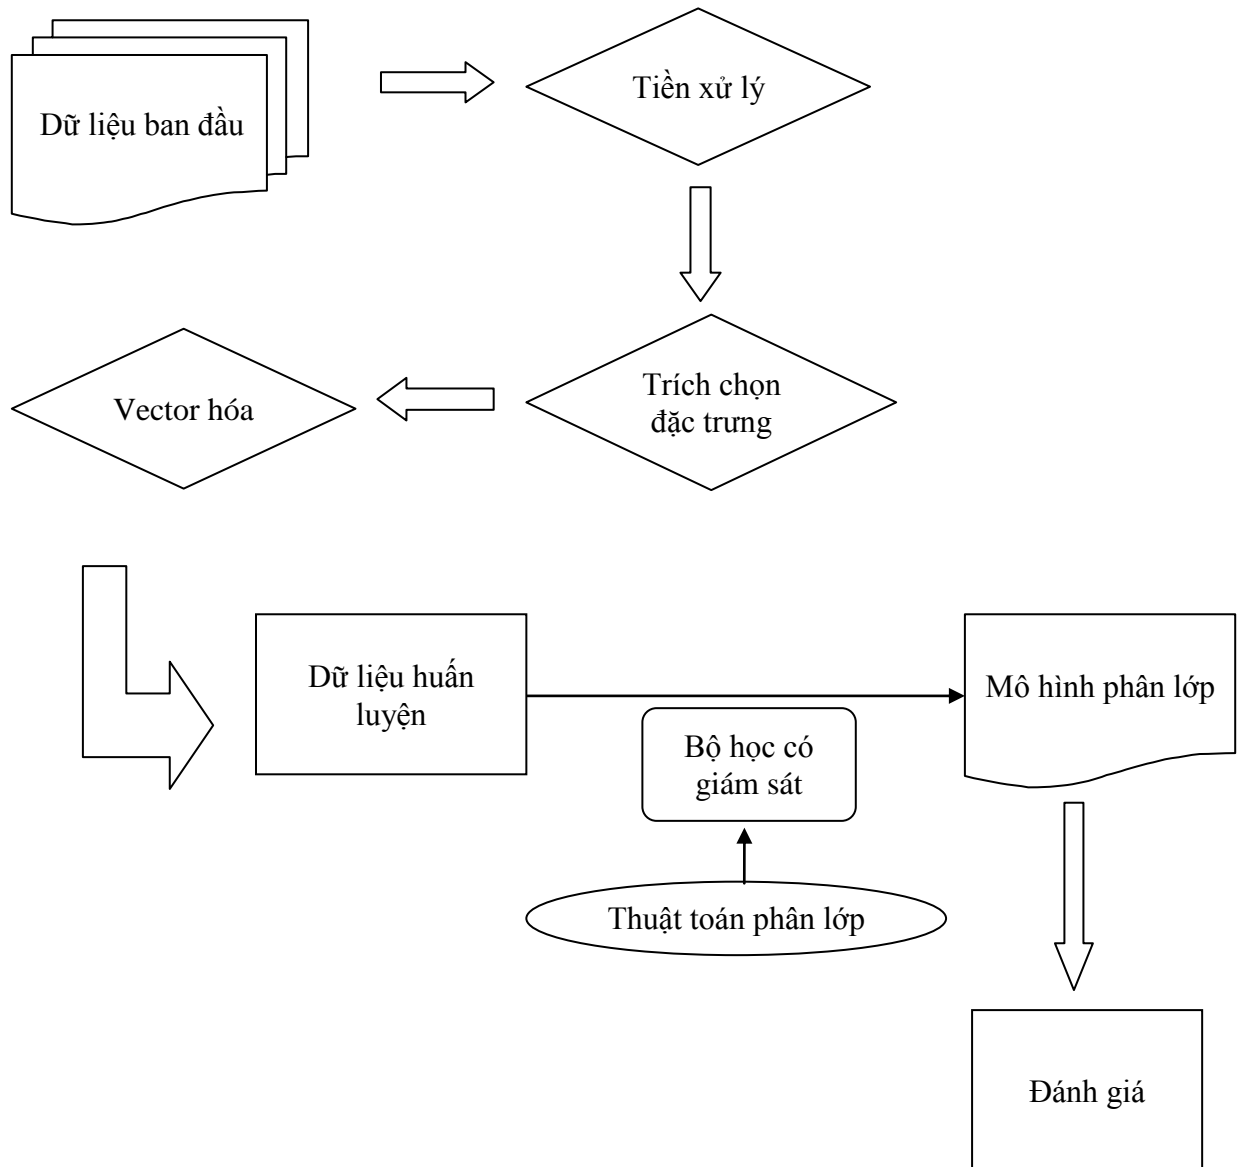 Dữ liệu ban đầu
Tiền xử lý
Trích chọn
đặc trưng
Vector hóa
Dữ liệu huấn
luyện
Bộ học có
giám sát
Thuật toán phân lớp
Mô hình phân lớp
Đánh giá